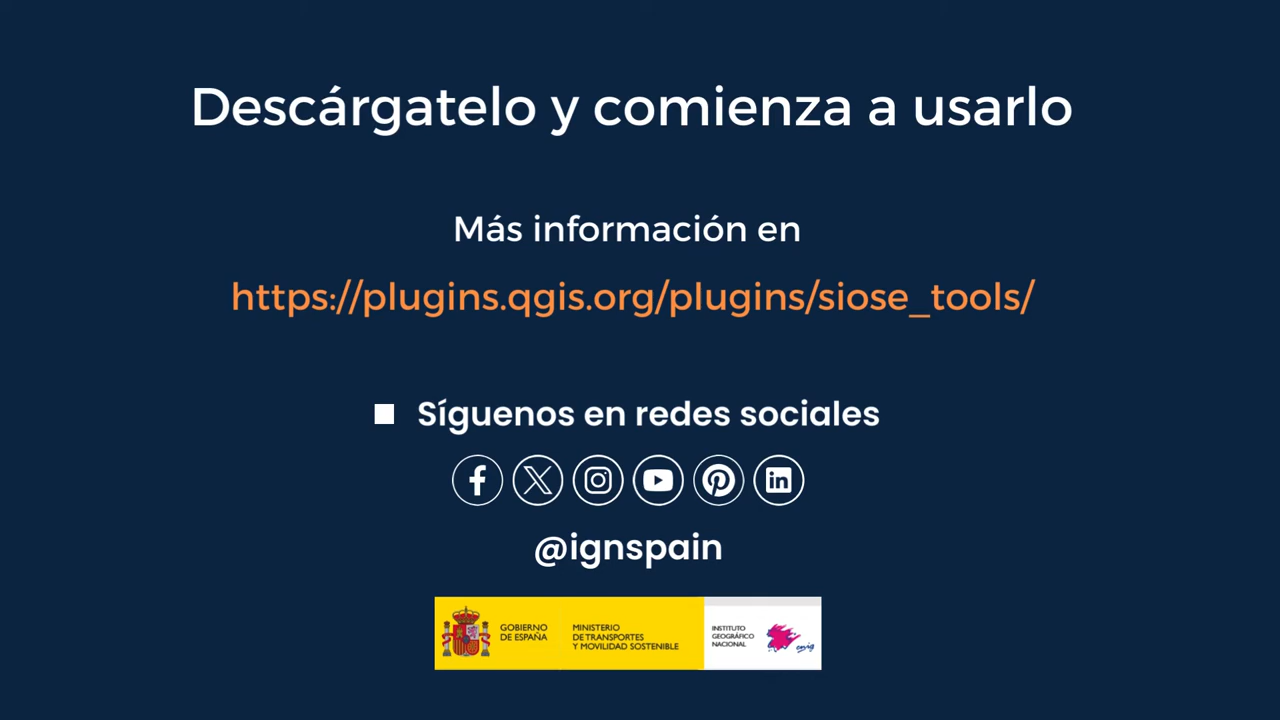 Descárgatelo y comienza a usarlo
Más información en
https://plugins.qgis.org/plugins/siose_tools/
Síguenos en redes sociales
@ignspain
GOBIERNO
DE ESPAÑA
MINISTERIO
DE TRANSPORTES
Y MOVILIDAD SOSTENIBLE
INSTITUTO
GEOGRÁFICO
NACIONAL
cnig